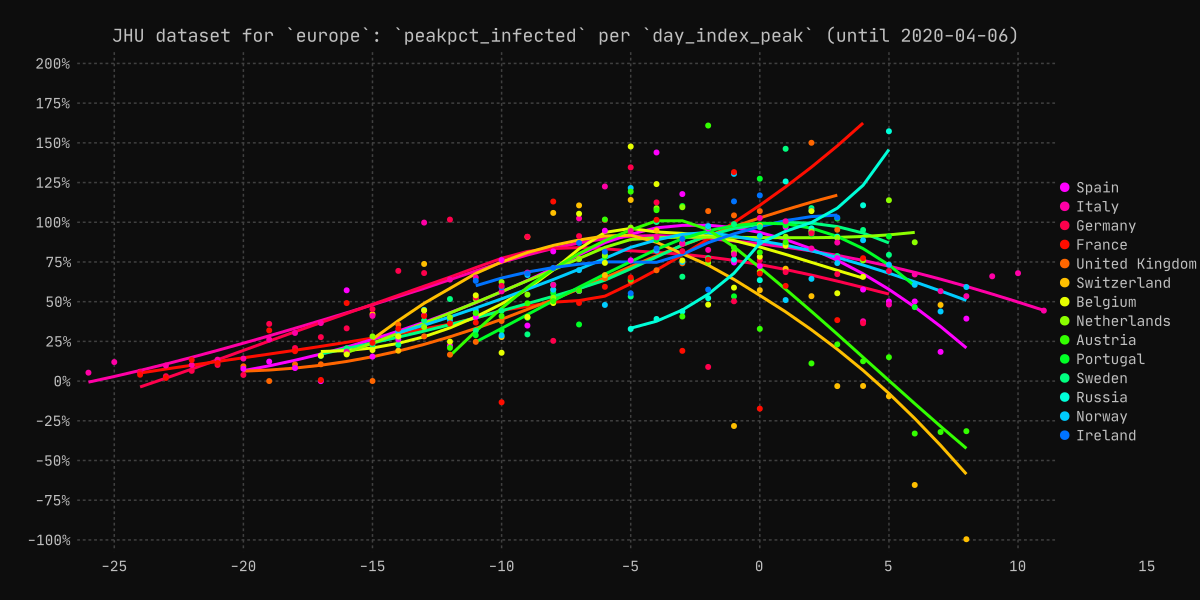 JHU dataset for `europe`: `peakpct_infected` per `day_index_peak` (until 2020-04-06)
200%
175%
150%
125%
100%
75%
50%
25%
0%
-25%
-50%
-75%
-100%
-25 -20 -15 -10 -5 0 5 10 15
Spain
Italy
Germany
France
United Kingdom
Switzerland
Belgium
Netherlands
Austria
Portugal
Sweden
Russia
Norway
Ireland